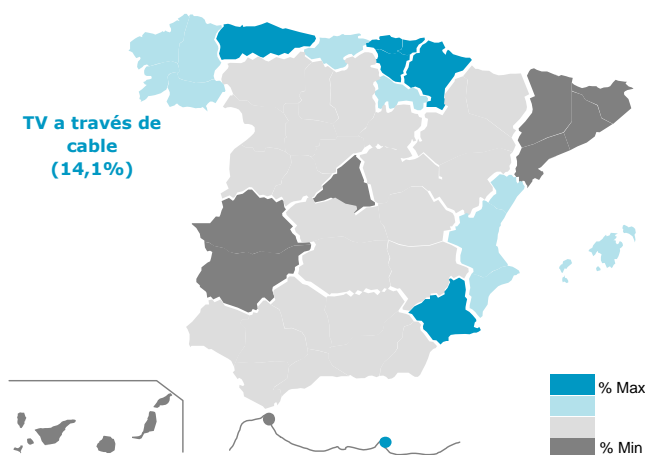 TV a través de
cable
(14,1%)
% Max
% Min